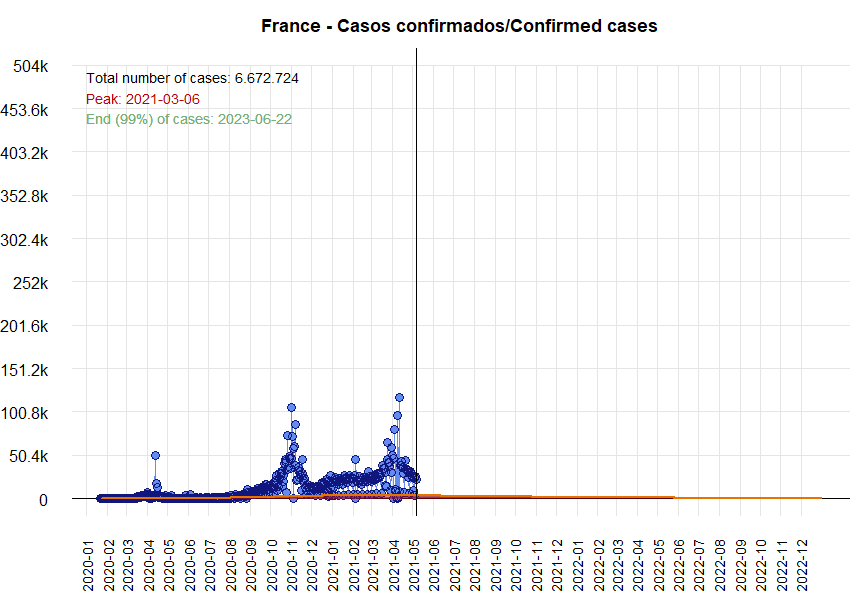 France - Casos confirmados/Confirmed cases
504k
Total number of cases: 6.672.724
Peak: 2021-03-06
453.6k
End (99%) of cases: 2023-06-22
403.2k
352.8k
302.4k
252k
201.6k
151.2k
100.8k
50.4k
0
2020-01
2020-02
2020-03
2020-04
2020-05
2020-06
2020-07
2020-08
2020-09
2020-10
2020-11
2020-12
2021-01
2021-02
2021-03
2021-04
2021-05
2021-06
2021-07
2021-08
2021-09
2021-10
2021-11
2021-12
2022-01
2022-02
2022-03
2022-04
2022-05
2022-06
2022-07
2022-08
2022-09
2022-10
2022-11
2022-12